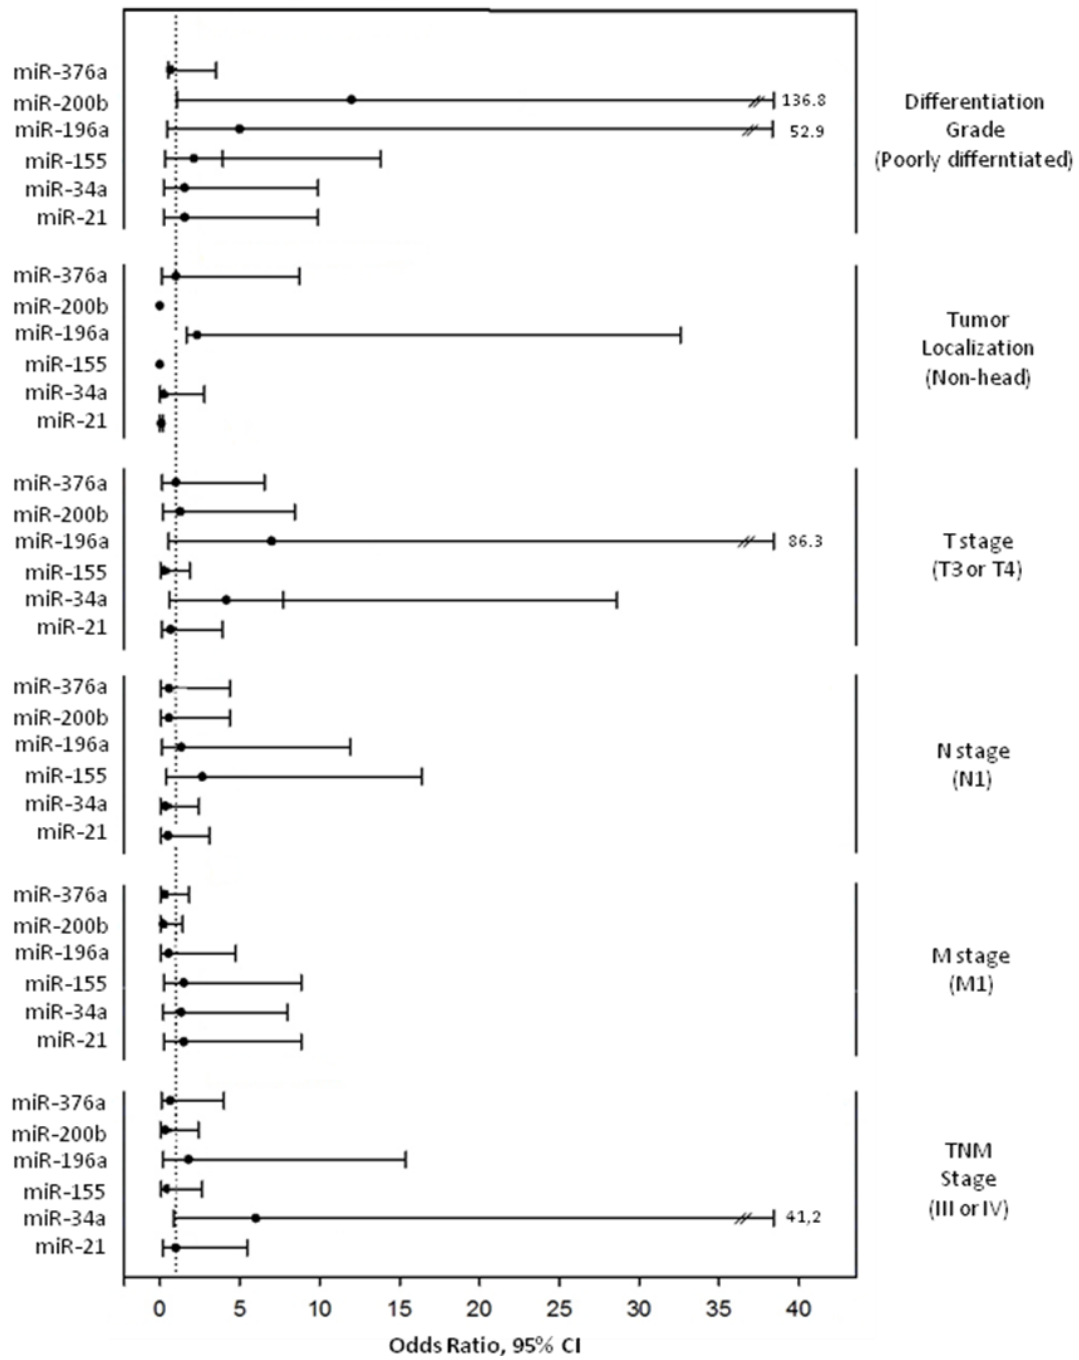 miR-376a
miR-200b
136.8
miR-196a
52.9
miR-155
miR-34a
miR-21
Differentiation
Grade
(Poorly differntiated)
miR-376a
miR-200b
miR-196a
miR-155
miR-34a
miR-21
Tumor
Localization
(Non-head)
miR-376a
miR-200b
miR-196a
86.3
miR-155
miR-34a
miR-21
T stage
(T3 or T4)
miR-376a
miR-200b
miR-196a
miR-155
miR-34a
miR-21
N stage
(N1)
miR-376a
miR-200b
miR-196a
miR-155
miR-34a
miR-21
M stage
(M1)
miR-376a
miR-200b
miR-196a
miR-155
miR-34a
41,2
miR-21
TNM
Stage
(III or IV)
0 5 10 15 20 25 30 35 40
Odds Ratio, 95% CI